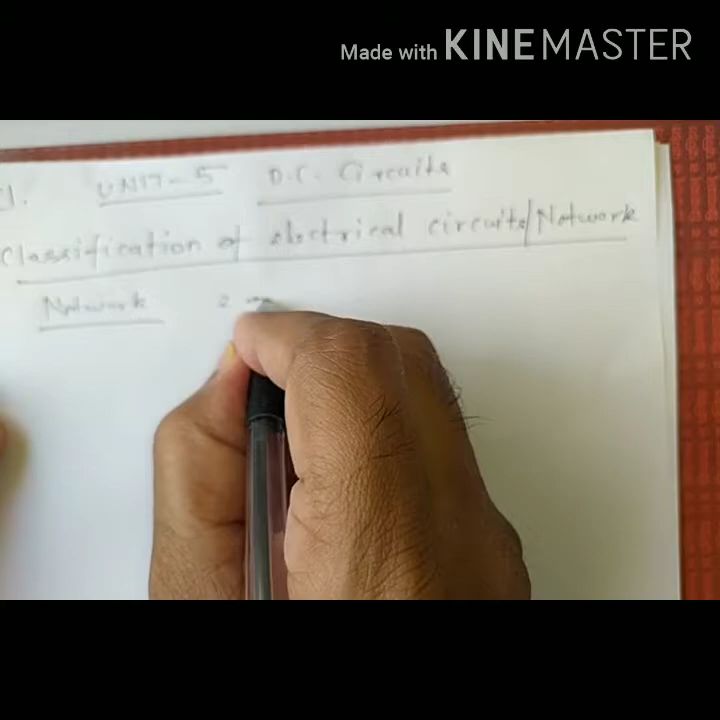 Made with KINEMASTER
UNIT-5 D.C. Circuits
Classification of electrical circuits/Network
Network